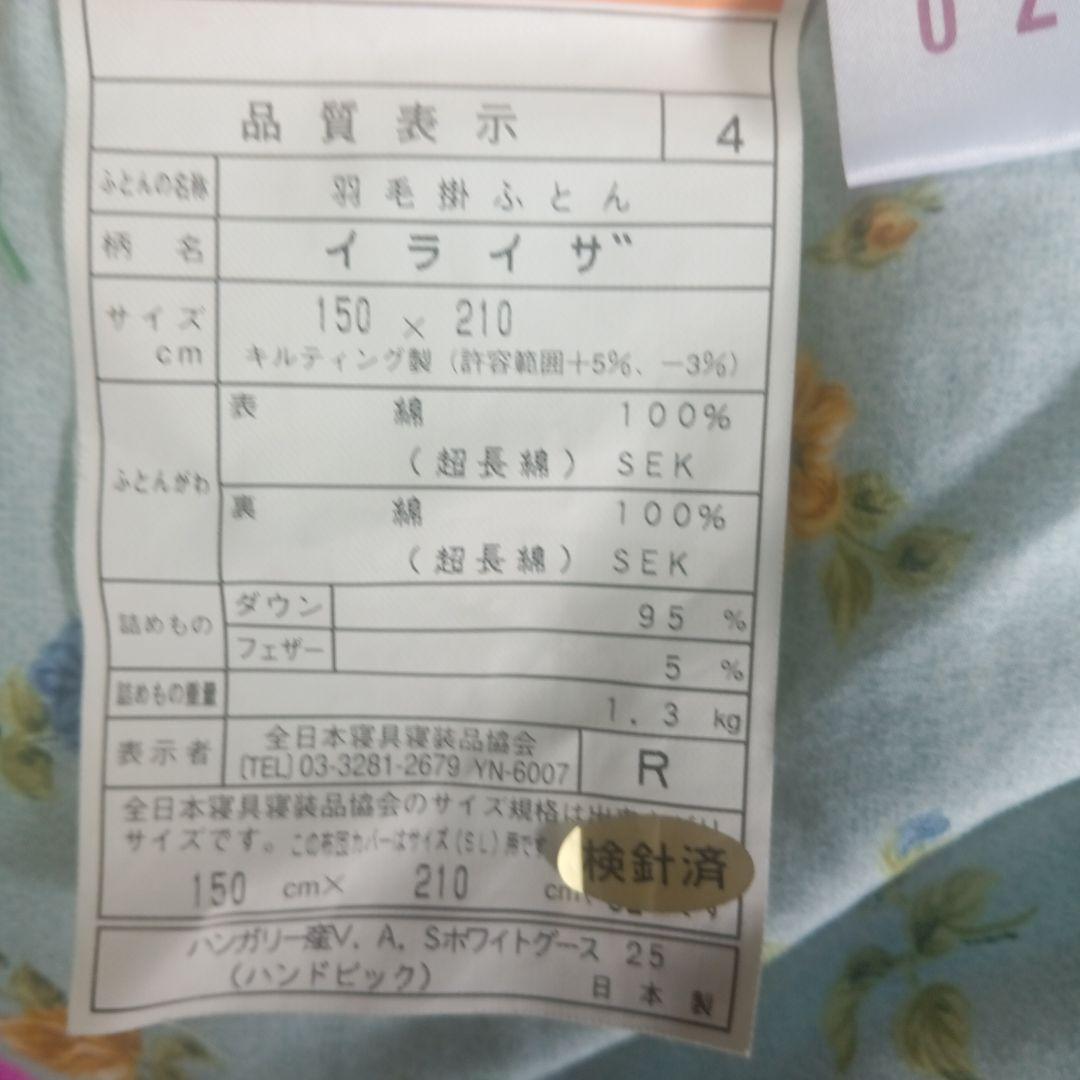 02
品質表示 4
ふとんの名称 羽毛掛ふとん
柄名 イライザ
サイズ cm 150 × 210
キルティング製 (許容範囲+5%、-3%)
ふとんがわ 表 綿 100%
(超長綿) SEK
裏 綿 100%
(超長綿) SEK
詰めもの ダウン 95 %
フェザー 5 %
詰めもの重量 1.3 kg
表示者 全日本寝具寝装品協会 R
[TEL] 03-3281-2679 YN-6007
全日本寝具寝装品協会のサイズ規格は
サイズです。この布団カバーはサイズ(SL)用です
150 cm× 210 cm
検針済
ハンガリー産V.A.Sホワイトグース 25
(ハンドピック) 日本製